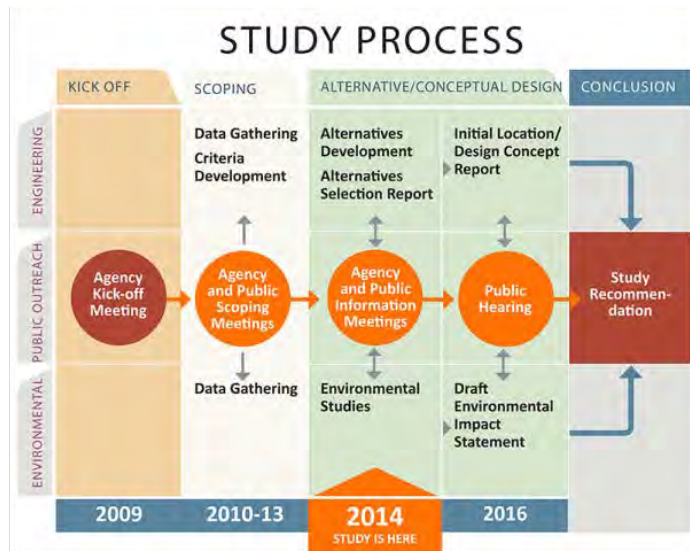 STUDY PROCESS
KICK OFF
SCOPING
ALTERNATIVE/CONCEPTUAL DESIGN
CONCLUSION
ENGINEERING
Data Gathering
Criteria
Development
Alternatives
Development
Alternatives
Selection Report
Initial Location/
Design Concept
Report
PUBLIC OUTREACH
Agency
Kick-off
Meeting
Agency
and Public
Scoping
Meetings
Agency
and Public
Information
Meetings
Public
Hearing
Study
Recommen-
dation
ENVIRONMENTAL
Data Gathering
Environmental
Studies
Draft
Environmental
Impact
Statement
2009
2010-13
2014
STUDY IS HERE
2016